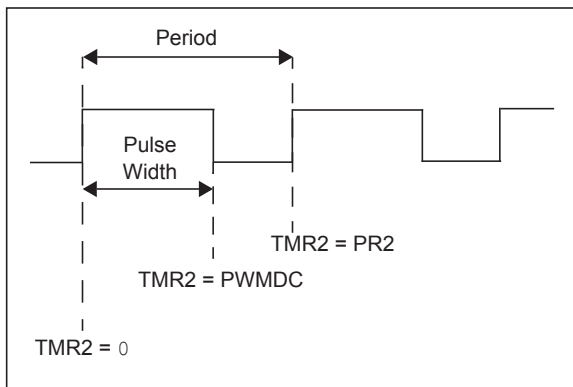 Period
Pulse
Width
TMR2 = PR2
TMR2 = PWMDC
TMR2 = 0